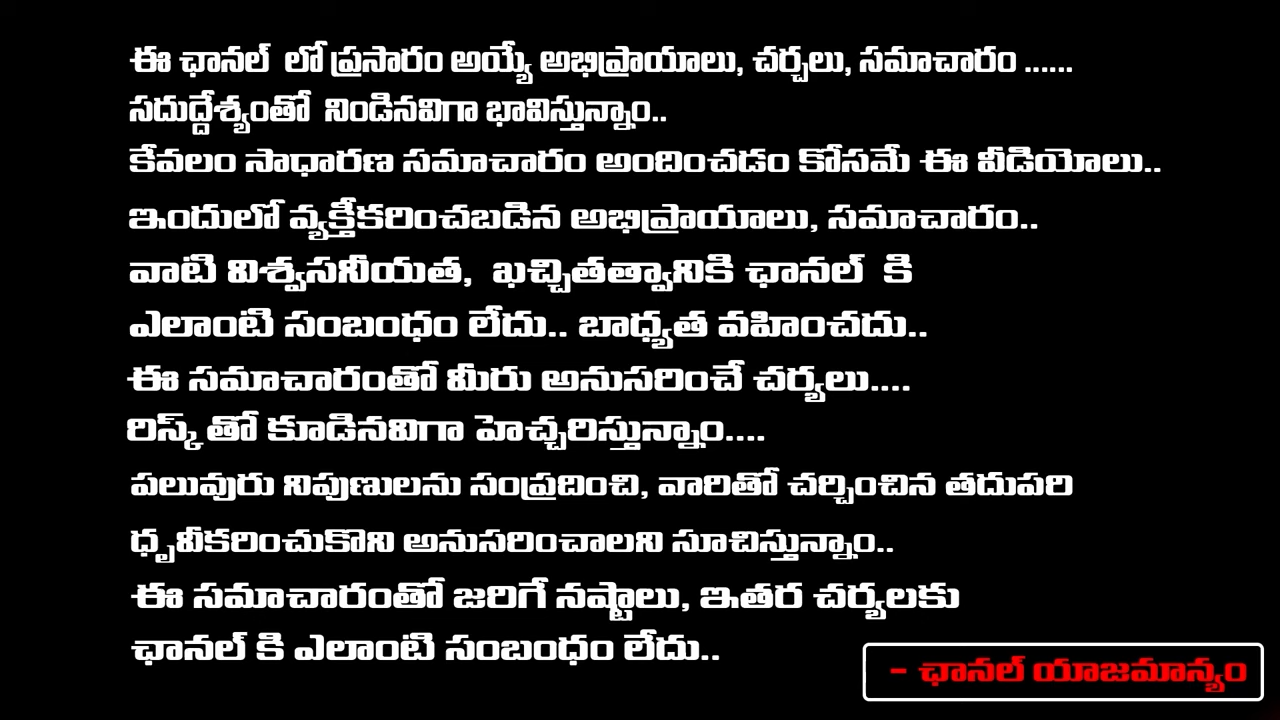 ఈ ఛానల్ లో ప్రసారం అయ్యే అభిప్రాయాలు, చర్చలు, సమాచారం ......
సదుద్దేశ్యంతో నిండినవిగా భావిస్తున్నాం..
కేవలం సాధారణ సమాచారం అందించడం కోసమే ఈ వీడియోలు..
ఇందులో వ్యక్తీకరించబడిన అభిప్రాయాలు, సమాచారం..
వాటి విశ్వసనీయత, ఖచ్చితత్వానికి ఛానల్ కి
ఎలాంటి సంబంధం లేదు.. బాధ్యత వహించదు..
ఈ సమాచారంతో మీరు అనుసరించే చర్యలు....
రిస్క్ తో కూడినవిగా హెచ్చరిస్తున్నాం....
పలువురు నిపుణులను సంప్రదించి, వారితో చర్చించిన తదుపరి
ధృవీకరించుకొని అనుసరించాలని సూచిస్తున్నాం..
ఈ సమాచారంతో జరిగే నష్టాలు, ఇతర చర్యలకు
ఛానల్ కి ఎలాంటి సంబంధం లేదు..
- ఛానల్ యాజమాన్యం